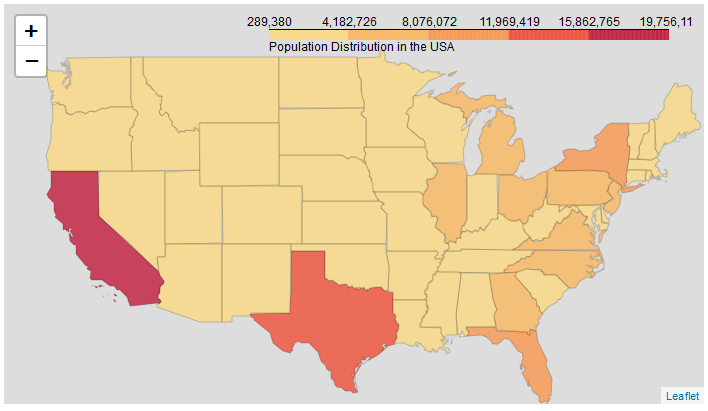 +
−
289,380 4,182,726 8,076,072 11,969,419 15,862,765 19,756,11
Population Distribution in the USA
Leaflet